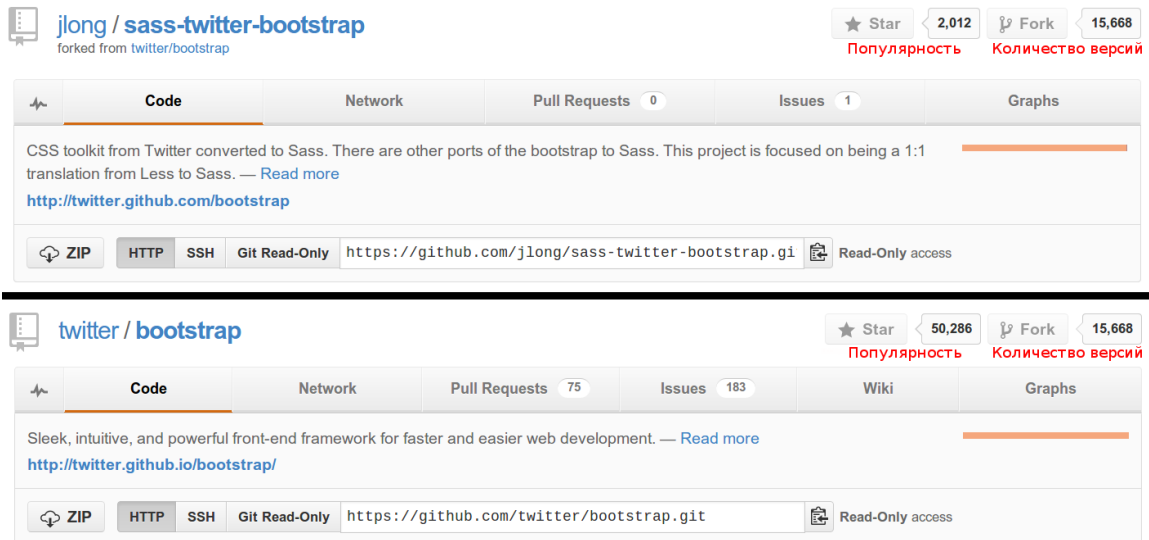 jlong / sass-twitter-bootstrap
Star 2,012 Fork 15,668
forked from twitter/bootstrap
Популярность Количество версий
Code Network Pull Requests 0 Issues 1 Graphs
CSS toolkit from Twitter converted to Sass. There are other ports of the bootstrap to Sass. This project is focused on being a 1:1
translation from Less to Sass. — Read more
http://twitter.github.com/bootstrap
ZIP HTTP SSH Git Read-Only https://github.com/jlong/sass-twitter-bootstrap.gi Read-Only access
twitter / bootstrap
Star 50,286 Fork 15,668
Популярность Количество версий
Code Network Pull Requests 75 Issues 183 Wiki Graphs
Sleek, intuitive, and powerful front-end framework for faster and easier web development. — Read more
http://twitter.github.io/bootstrap/
ZIP HTTP SSH Git Read-Only https://github.com/twitter/bootstrap.git Read-Only access